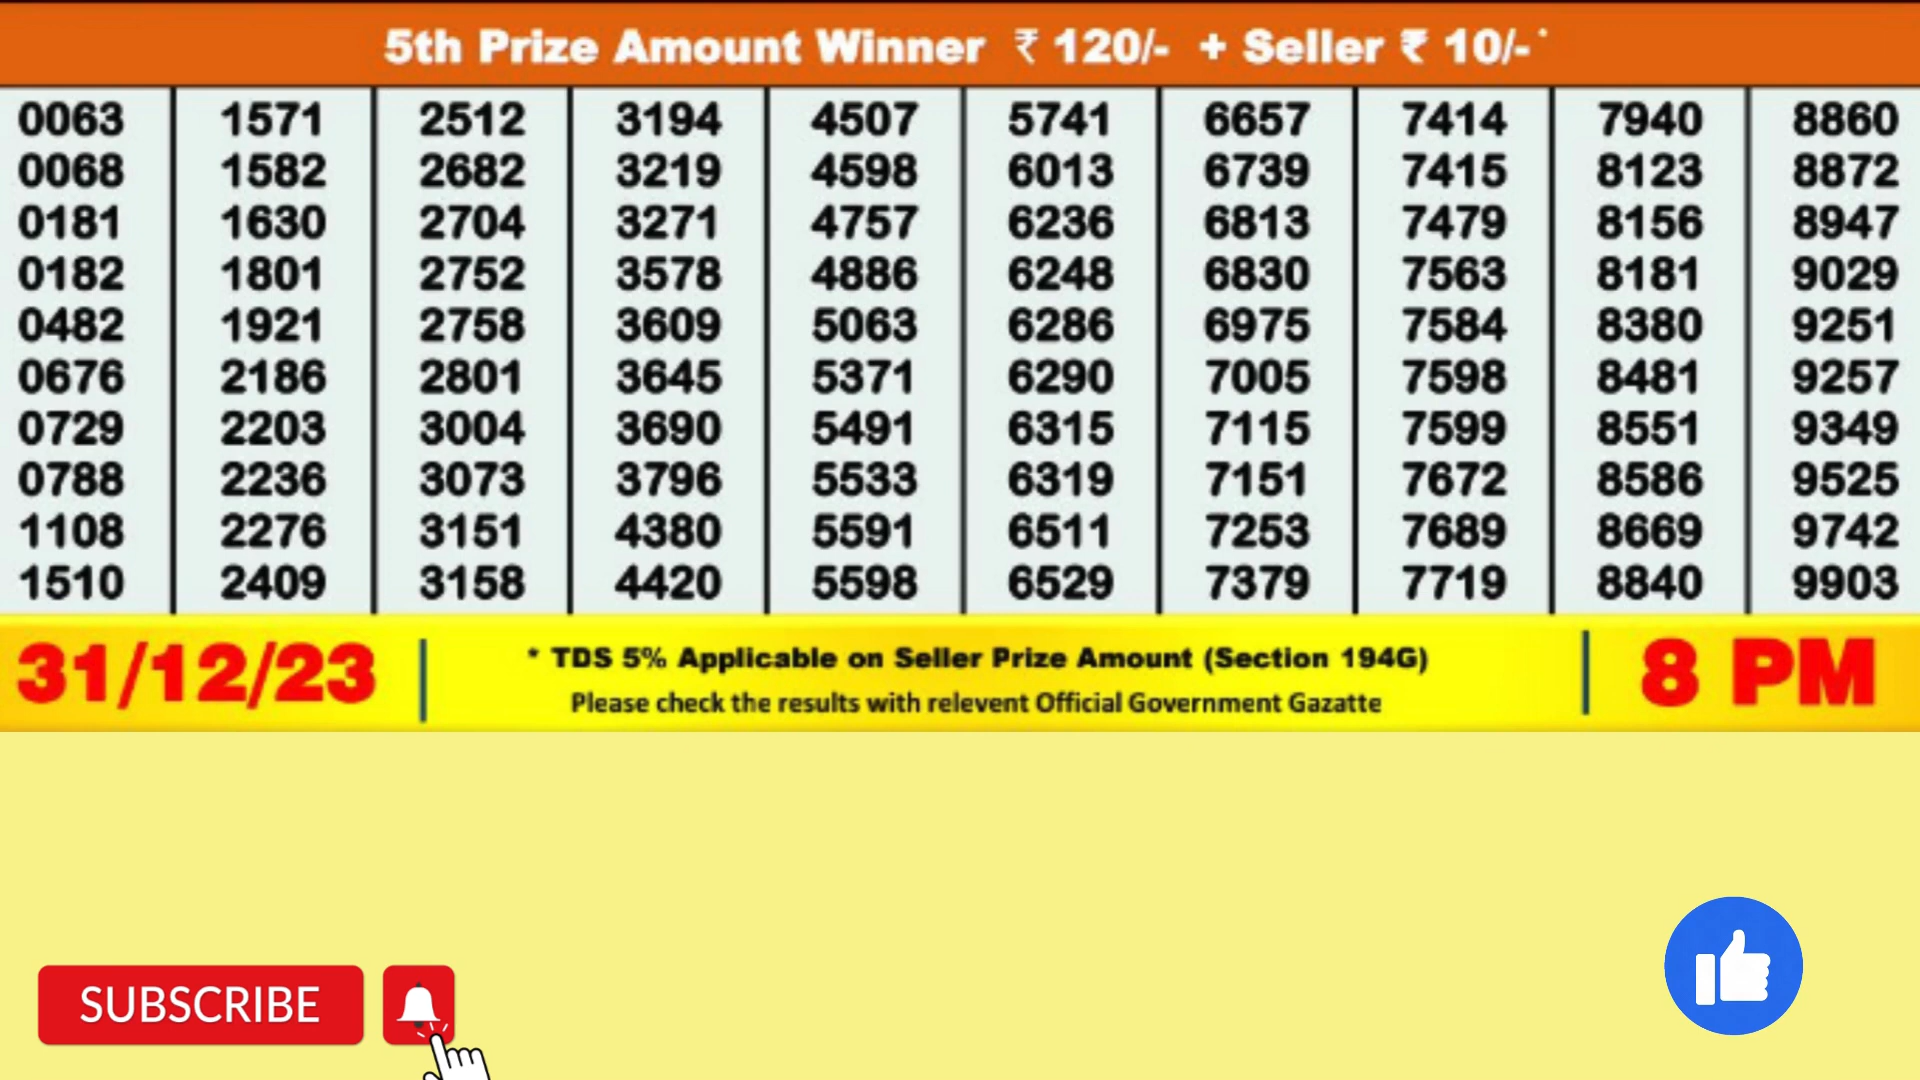 5th Prize Amount Winner ₹ 120/- + Seller ₹ 10/-*
0063 1571 2512 3194 4507 5741 6657 7414 7940 8860
0068 1582 2682 3219 4598 6013 6739 7415 8123 8872
0181 1630 2704 3271 4757 6236 6813 7479 8156 8947
0182 1801 2752 3578 4886 6248 6830 7563 8181 9029
0482 1921 2758 3609 5063 6286 6975 7584 8380 9251
0676 2186 2801 3645 5371 6290 7005 7598 8481 9257
0729 2203 3004 3690 5491 6315 7115 7599 8551 9349
0788 2236 3073 3796 5533 6319 7151 7672 8586 9525
1108 2276 3151 4380 5591 6511 7253 7689 8669 9742
1510 2409 3158 4420 5598 6529 7379 7719 8840 9903
31/12/23
* TDS 5% Applicable on Seller Prize Amount (Section 194G)
Please check the results with relevent Official Government Gazatte
8 PM
SUBSCRIBE